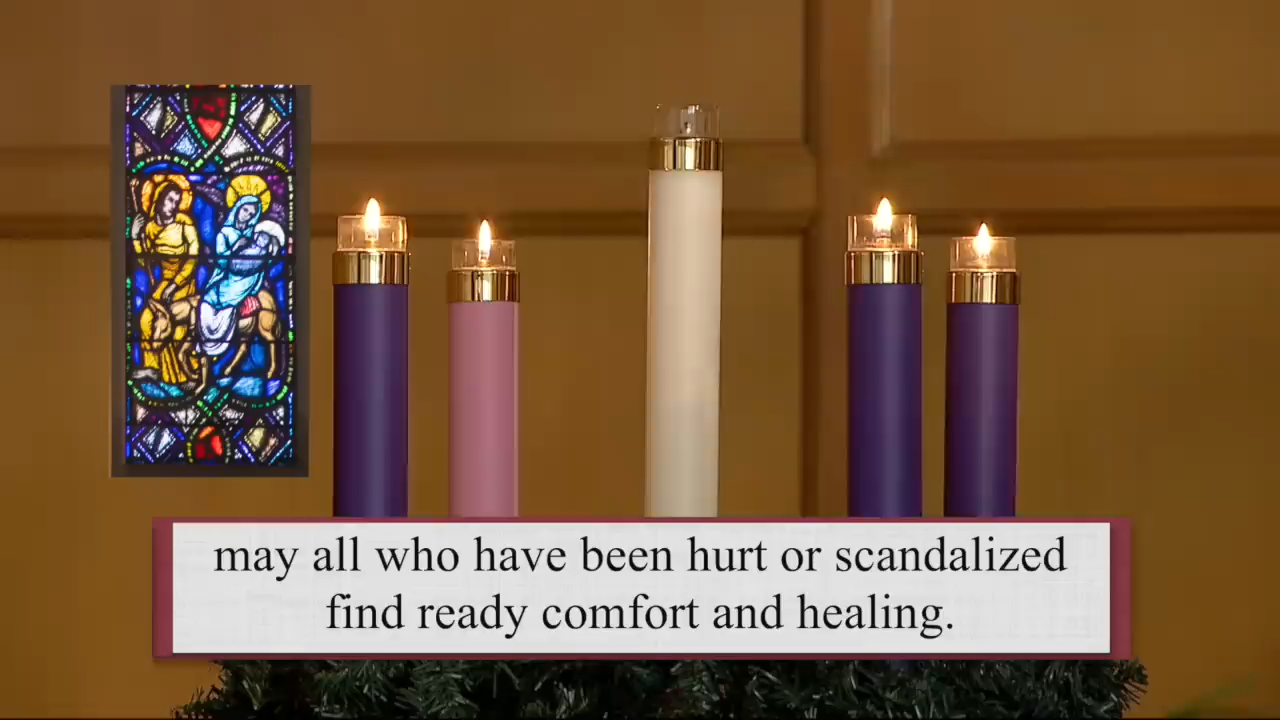 may all who have been hurt or scandalized
find ready comfort and healing.